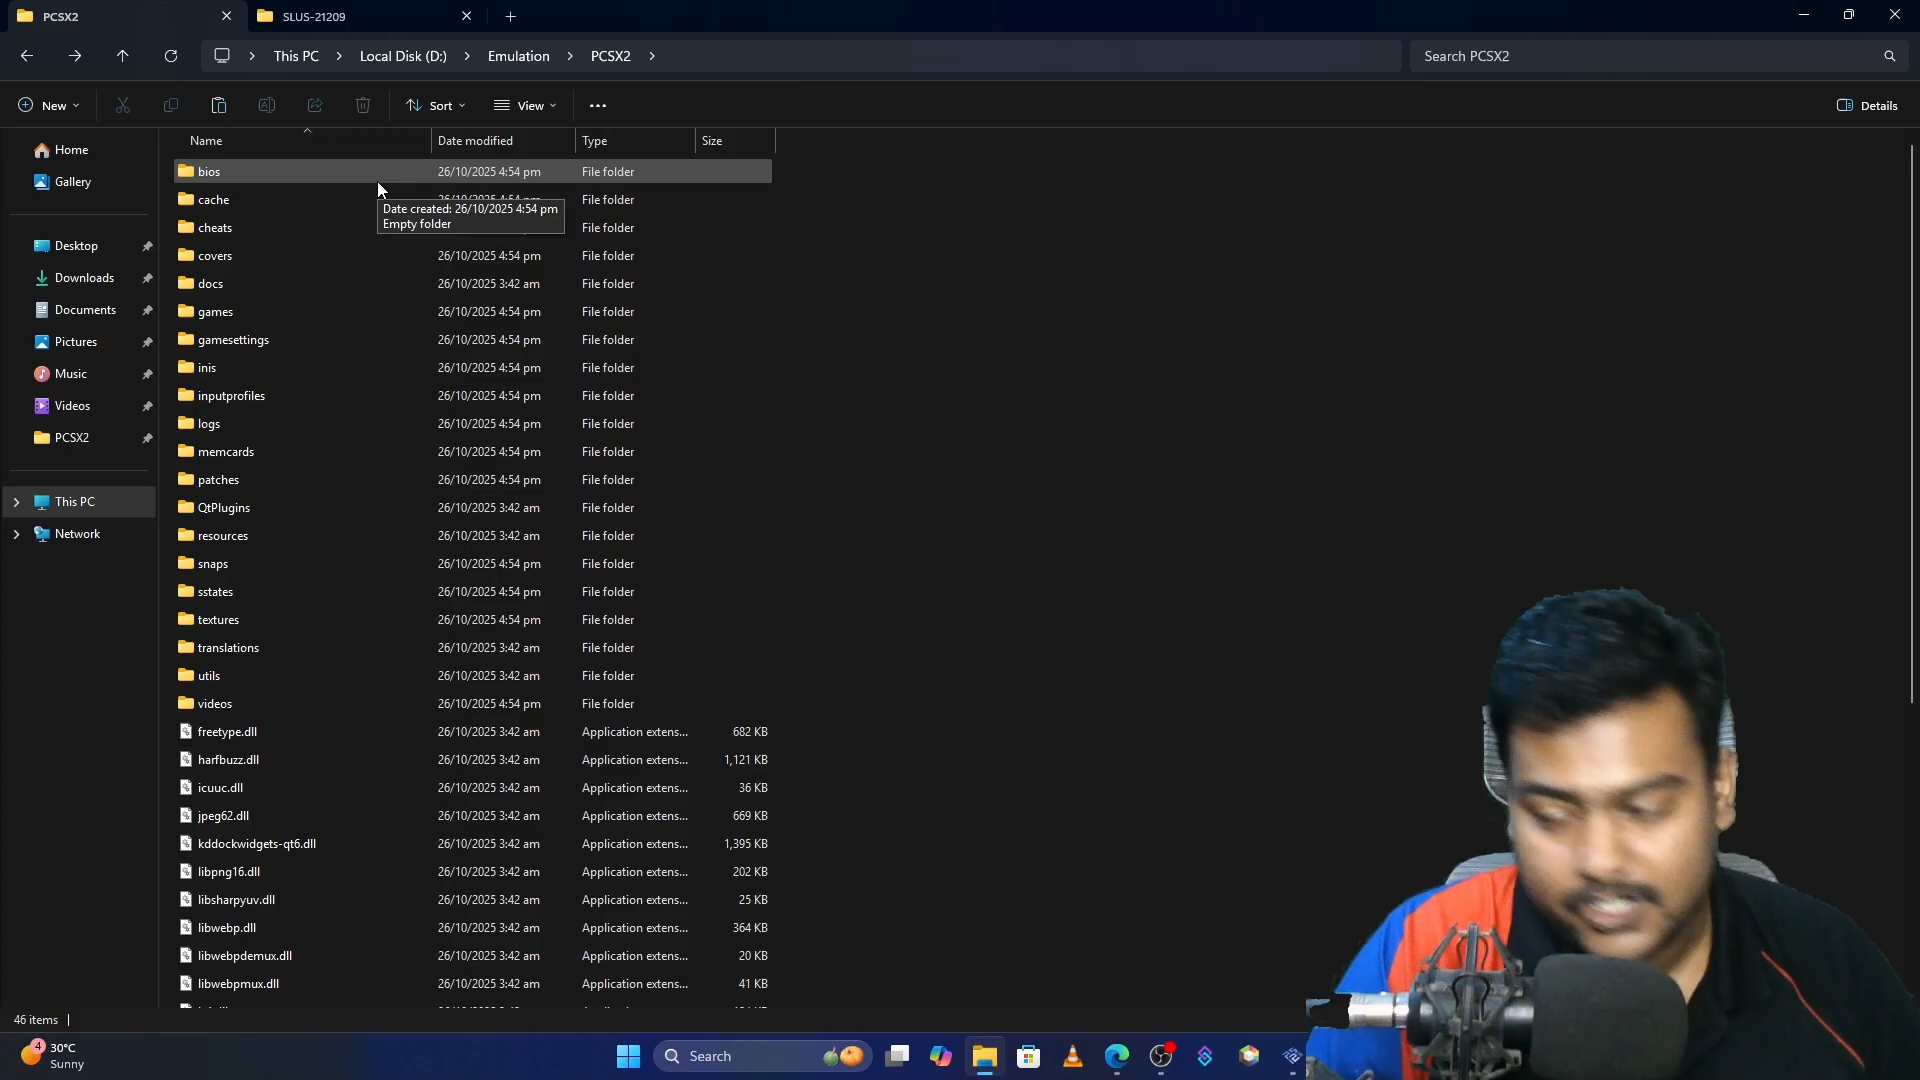 PCSX2
SLUS-21209
This PC > Local Disk (D:) > Emulation > PCSX2 >
Search PCSX2
New
Sort
View
Details
Name Date modified Type Size
Home
Gallery
Desktop
Downloads
Documents
Pictures
Music
Videos
PCSX2
This PC
Network
bios 26/10/2025 4:54 pm File folder
cache File folder
Date created: 26/10/2025 4:54 pm
Empty folder
cheats File folder
covers 26/10/2025 4:54 pm File folder
docs 26/10/2025 3:42 am File folder
games 26/10/2025 4:54 pm File folder
gamesettings 26/10/2025 4:54 pm File folder
inis 26/10/2025 4:54 pm File folder
inputprofiles 26/10/2025 4:54 pm File folder
logs 26/10/2025 4:54 pm File folder
memcards 26/10/2025 4:54 pm File folder
patches 26/10/2025 4:54 pm File folder
QtPlugins 26/10/2025 3:42 am File folder
resources 26/10/2025 3:42 am File folder
snaps 26/10/2025 4:54 pm File folder
sstates 26/10/2025 4:54 pm File folder
textures 26/10/2025 4:54 pm File folder
translations 26/10/2025 3:42 am File folder
utils 26/10/2025 3:42 am File folder
videos 26/10/2025 4:54 pm File folder
freetype.dll 26/10/2025 3:42 am Application extens... 682 KB
harfbuzz.dll 26/10/2025 3:42 am Application extens... 1,121 KB
icuuc.dll 26/10/2025 3:42 am Application extens... 36 KB
jpeg62.dll 26/10/2025 3:42 am Application extens... 669 KB
kddockwidgets-qt6.dll 26/10/2025 3:42 am Application extens... 1,395 KB
libpng16.dll 26/10/2025 3:42 am Application extens... 202 KB
libsharpyuv.dll 26/10/2025 3:42 am Application extens... 25 KB
libwebp.dll 26/10/2025 3:42 am Application extens... 364 KB
libwebpdemux.dll 26/10/2025 3:42 am Application extens... 20 KB
libwebpmux.dll 26/10/2025 3:42 am Application extens... 41 KB
46 items
4
30°C
Sunny
Search